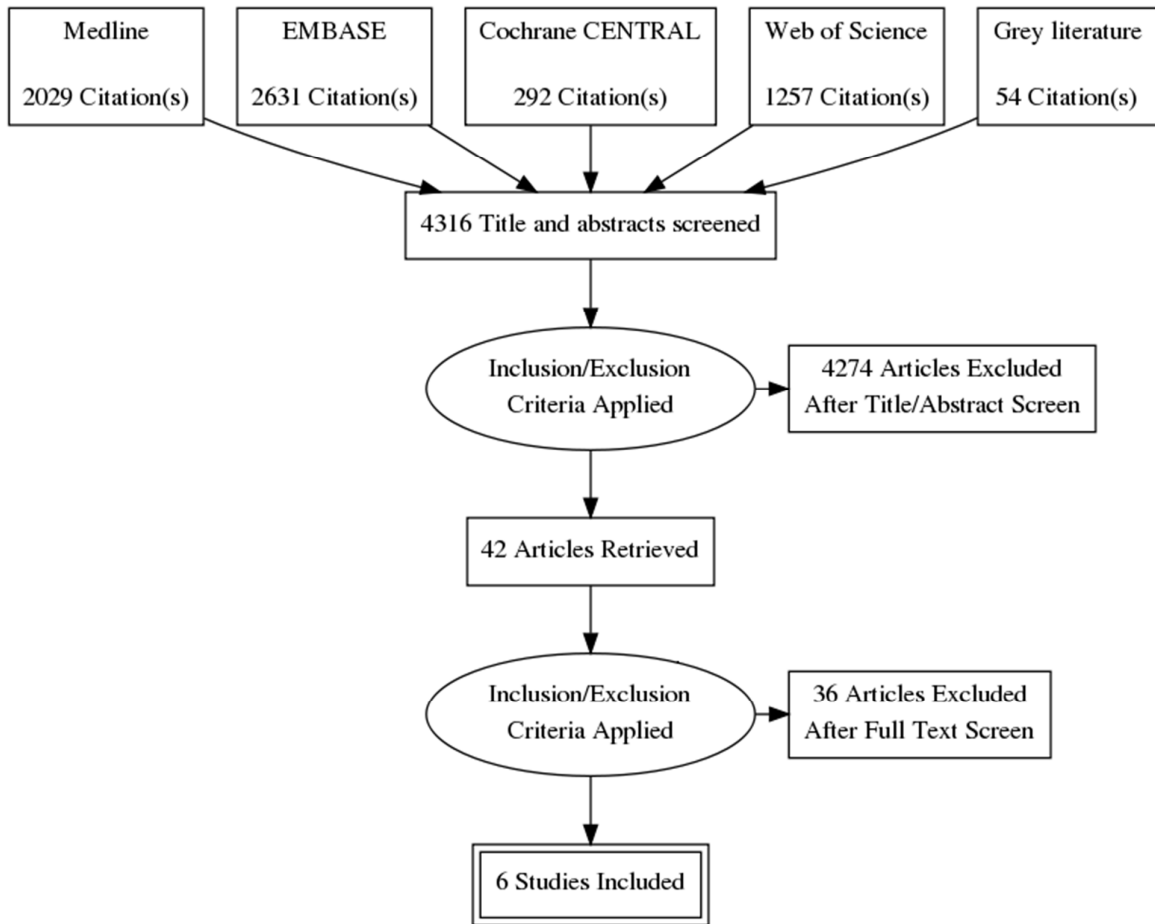 Medline
2029 Citation(s)
EMBASE
2631 Citation(s)
Cochrane CENTRAL
292 Citation(s)
Web of Science
1257 Citation(s)
Grey literature
54 Citation(s)
4316 Title and abstracts screened
Inclusion/Exclusion
Criteria Applied
4274 Articles Excluded
After Title/Abstract Screen
42 Articles Retrieved
Inclusion/Exclusion
Criteria Applied
36 Articles Excluded
After Full Text Screen
6 Studies Included